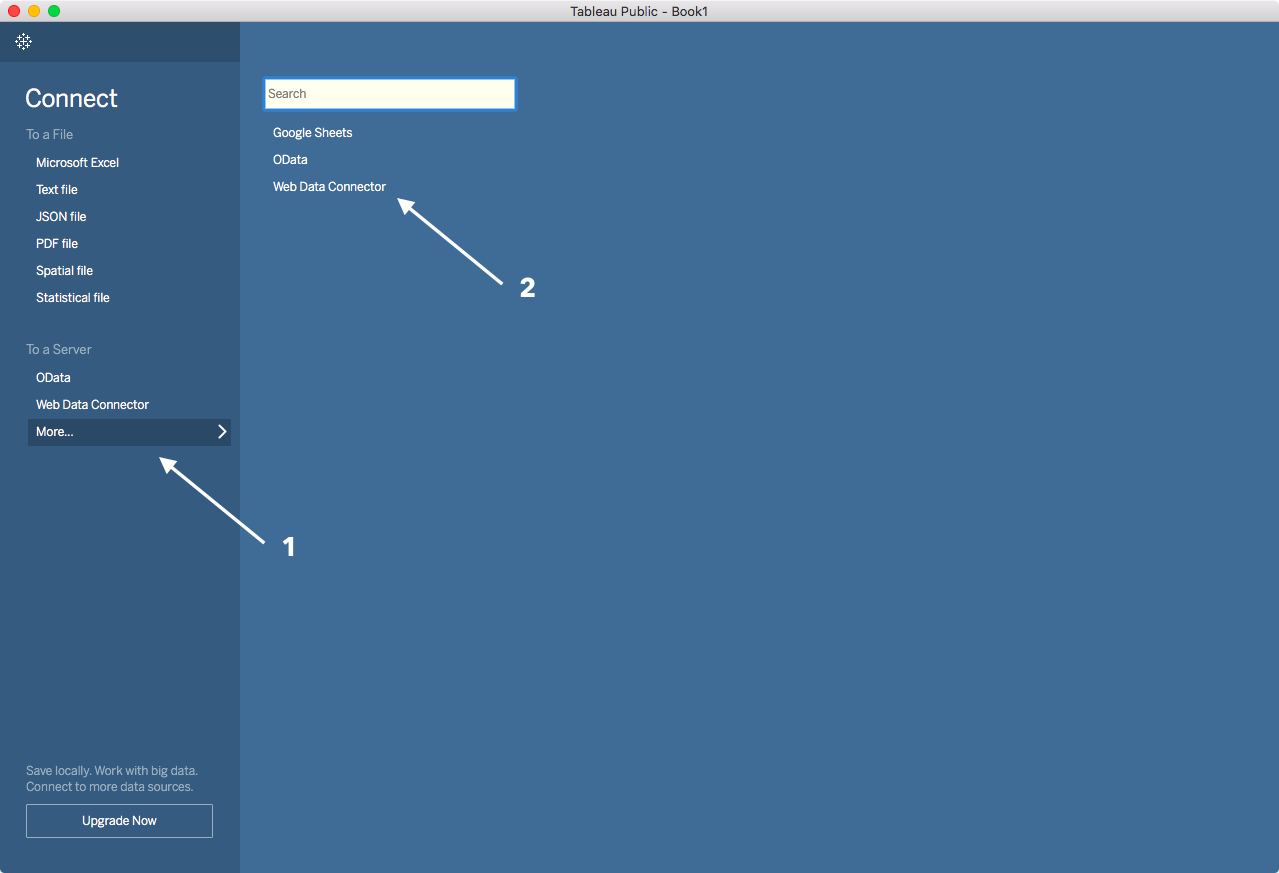 Tableau Public - Book1
Connect
To a File
Microsoft Excel
Text file
JSON file
PDF file
Spatial file
Statistical file
To a Server
OData
Web Data Connector
More...
Save locally. Work with big data.
Connect to more data sources.
Upgrade Now
Search
Google Sheets
OData
Web Data Connector
2
1